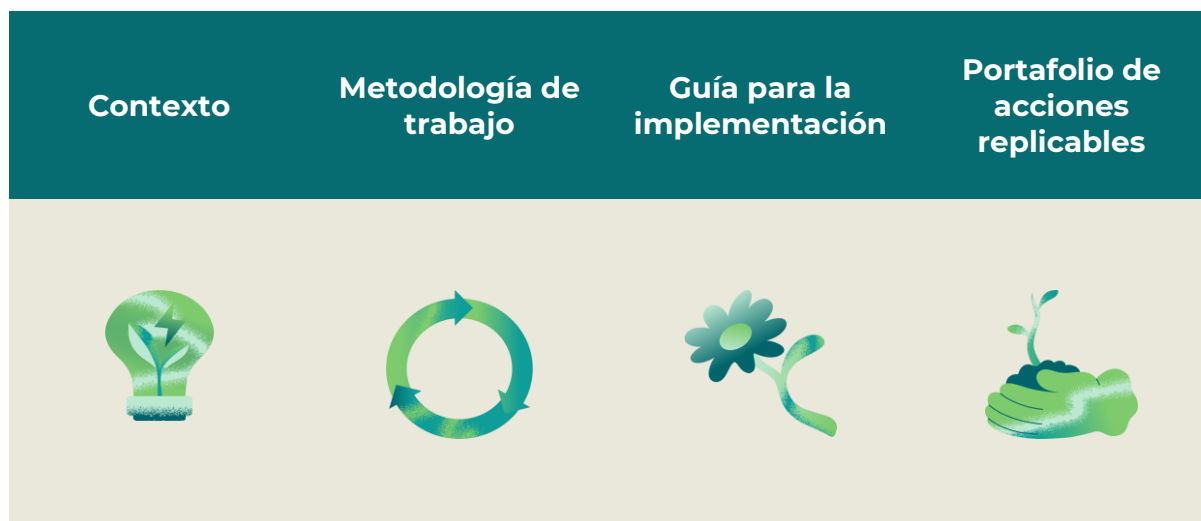 Contexto
Metodología de
trabajo
Guía para la
implementación
Portafolio de
acciones
replicables